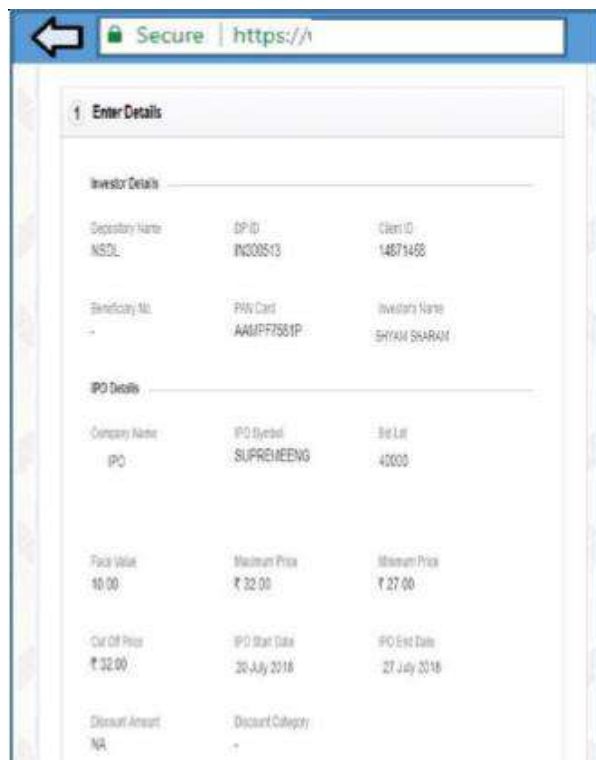 Secure | https://
1 Enter Details
Investor Details
Depository Name DP ID Client ID
NSDL IN300513 14871468
Beneficiary No. PAN Card Investor's Name
- AAMPF7581P SHYAM SHARAM
IPO Details
Company Name IPO Symbol Bid Lot
IPO SUPREMEENG 40000
Face Value Maximum Price Minimum Price
10.00 ₹ 32.00 ₹ 27.00
Cut Off Price IPO Start Date IPO End Date
₹ 32.00 20 July 2018 27 July 2018
Discount Amount Discount Category
NA -